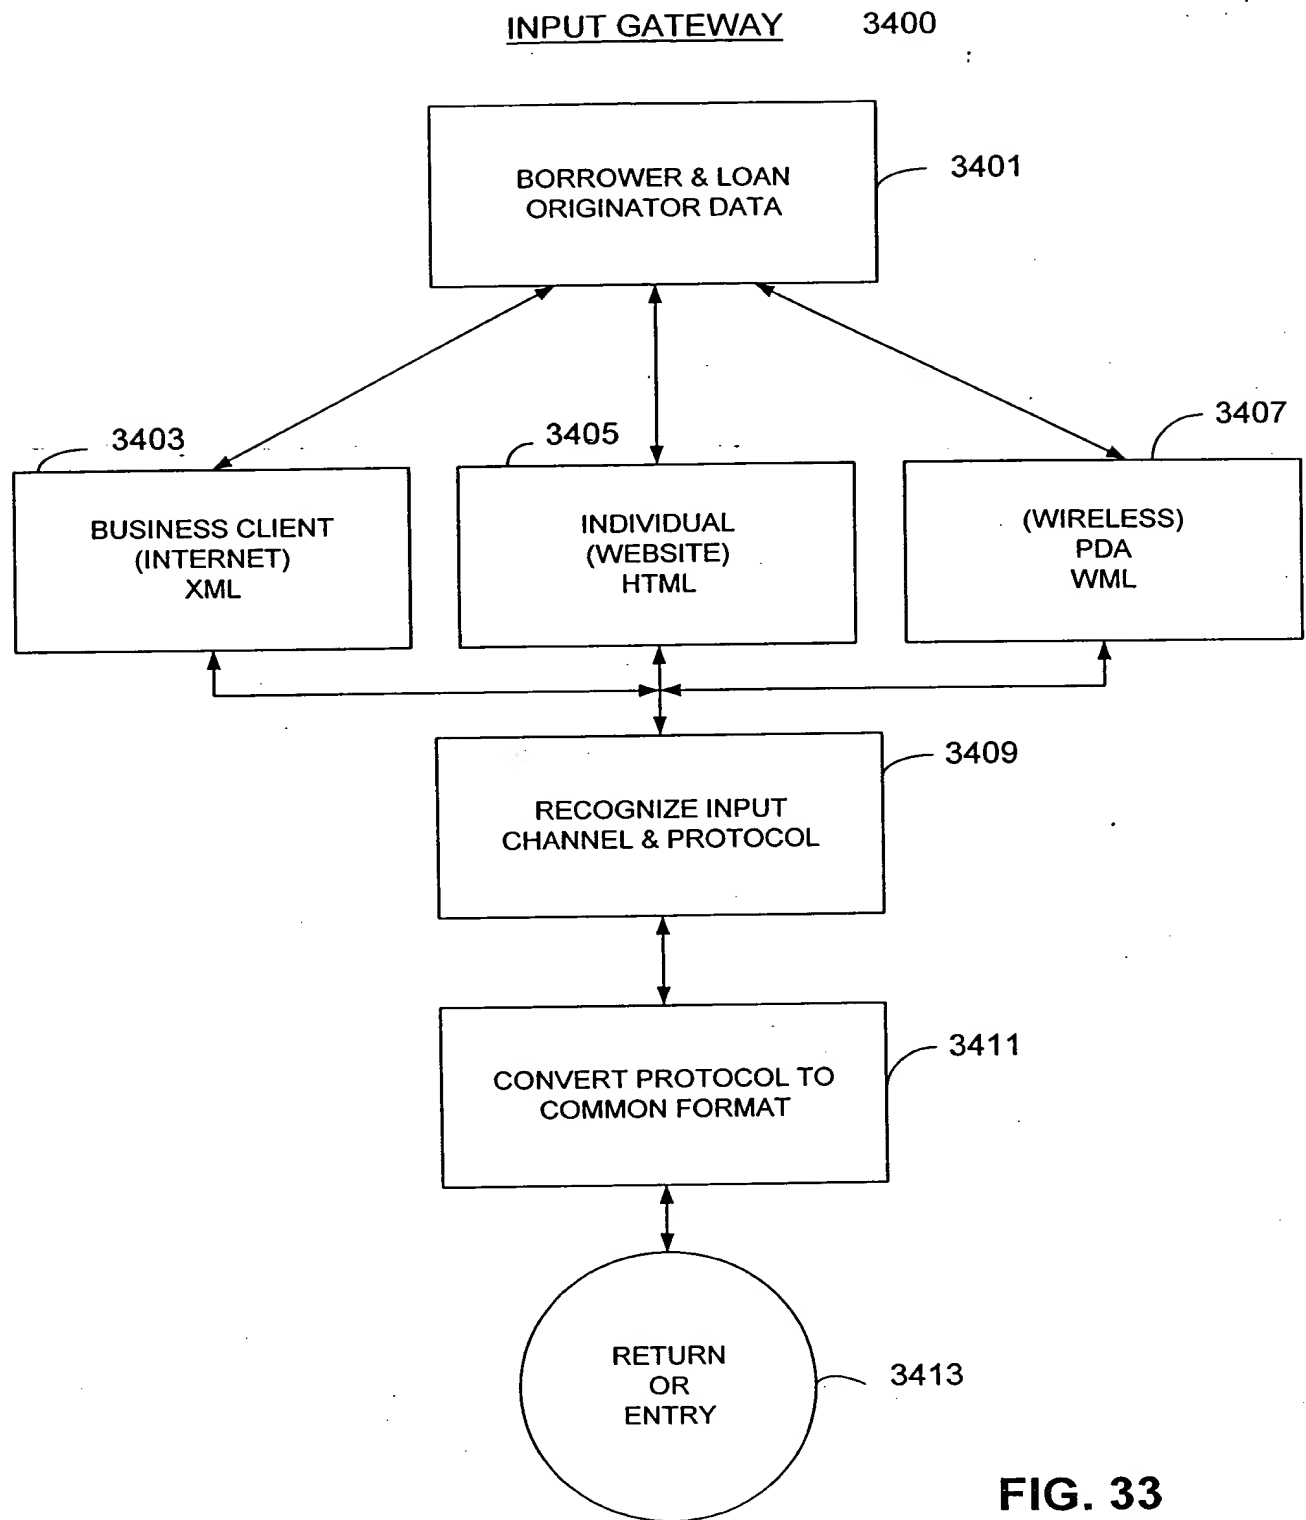 INPUT GATEWAY 3400
BORROWER & LOAN
ORIGINATOR DATA
3401
3403
3405
3407
BUSINESS CLIENT
(INTERNET)
XML
INDIVIDUAL
(WEBSITE)
HTML
(WIRELESS)
PDA
WML
3409
RECOGNIZE INPUT
CHANNEL & PROTOCOL
3411
CONVERT PROTOCOL TO
COMMON FORMAT
RETURN
OR
ENTRY
3413
FIG. 33